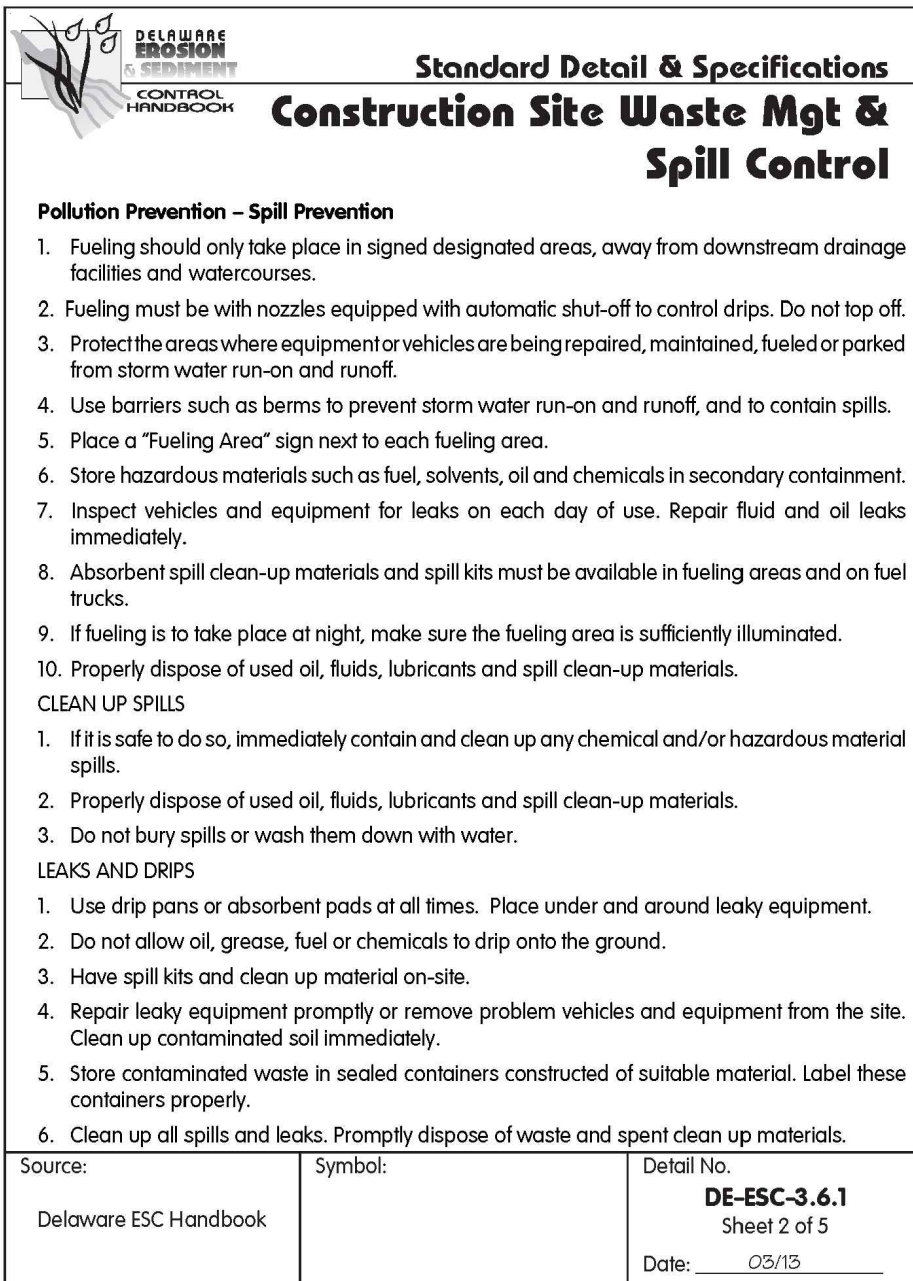 DELAWARE
EROSION
& SEDIMENT
CONTROL
HANDBOOK
Standard Detail & Specifications
Construction Site Waste Mgt &
Spill Control
Pollution Prevention – Spill Prevention
1. Fueling should only take place in signed designated areas, away from downstream drainage
facilities and watercourses.
2. Fueling must be with nozzles equipped with automatic shut-off to control drips. Do not top off.
3. Protect the areas where equipment or vehicles are being repaired, maintained, fueled or parked
from storm water run-on and runoff.
4. Use barriers such as berms to prevent storm water run-on and runoff, and to contain spills.
5. Place a "Fueling Area" sign next to each fueling area.
6. Store hazardous materials such as fuel, solvents, oil and chemicals in secondary containment.
7. Inspect vehicles and equipment for leaks on each day of use. Repair fluid and oil leaks
immediately.
8. Absorbent spill clean-up materials and spill kits must be available in fueling areas and on fuel
trucks.
9. If fueling is to take place at night, make sure the fueling area is sufficiently illuminated.
10. Properly dispose of used oil, fluids, lubricants and spill clean-up materials.
CLEAN UP SPILLS
1. If it is safe to do so, immediately contain and clean up any chemical and/or hazardous material
spills.
2. Properly dispose of used oil, fluids, lubricants and spill clean-up materials.
3. Do not bury spills or wash them down with water.
LEAKS AND DRIPS
1. Use drip pans or absorbent pads at all times. Place under and around leaky equipment.
2. Do not allow oil, grease, fuel or chemicals to drip onto the ground.
3. Have spill kits and clean up material on-site.
4. Repair leaky equipment promptly or remove problem vehicles and equipment from the site.
Clean up contaminated soil immediately.
5. Store contaminated waste in sealed containers constructed of suitable material. Label these
containers properly.
6. Clean up all spills and leaks. Promptly dispose of waste and spent clean up materials.
Source:
Delaware ESC Handbook
Symbol:
Detail No.
DE-ESC-3.6.1
Sheet 2 of 5
Date: 03/13